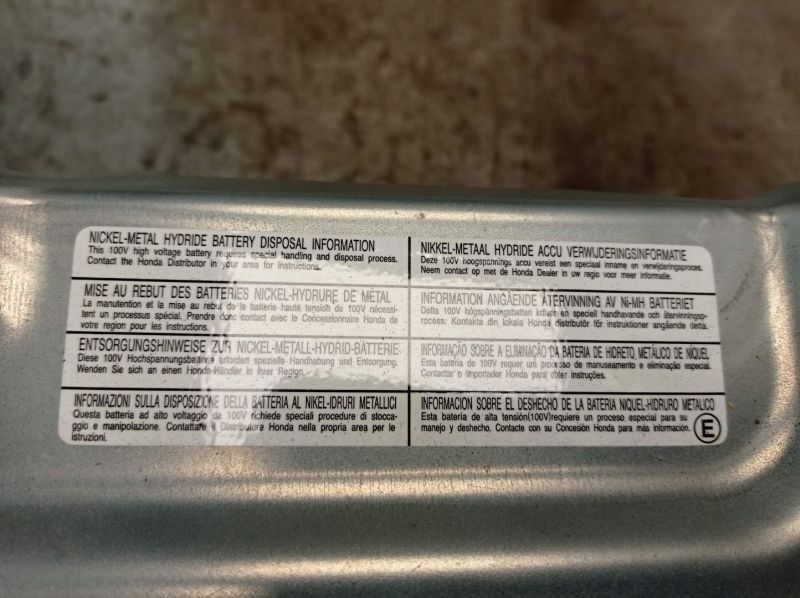 NICKEL-METAL HYDRIDE BATTERY DISPOSAL INFORMATION
This 100V high voltage battery requires special handling and disposal process.
Contact the Honda Distributor in your area for instructions.
MISE AU REBUT DES BATTERIES NICKEL-HYDRURE DE METAL
La manutention et la mise au rebut de la batterie haute tension de 100V nécessi-
tent un processus spécial. Prendre donc contact avec le Concessionnaire Honda de
votre region pour les instructions.
ENTSORGUNGSHINWEISE ZUR NICKEL-METALL-HYDRID-BATTERIE
Diese 100V Hochspannungsbatterie erfordert spezielle Handhabung und Entsorgung.
Wenden Sie sich an einen Honda-Händler in Ihrer Region.
INFORMAZIONI SULLA DISPOSIZIONE DELLA BATTERIA AL NIKEL-IDRURI METALLICI
Questa batteria ad alto voltaggio da 100V richiede speciali procedure di stocca-
ggio e manipolazione. Contattare il Distributore Honda nella propria area per le
istruzioni.
NIKKEL-METAAL HYDRIDE ACCU VERWIJDERINGSINFORMATIE
Deze 100V hoogspannings accu vereist een speciaal inname en verwijderingsproces.
Neem contact op met de Honda Dealer in uw regio voor meer informatie.
INFORMATION ANGÅENDE ÅTERVINNING AV Ni-MH BATTERIET
Detta 100V högspänningsbatteri kräver en speciell handhavande och återvinningsp-
rocess. Kontakta din lokala Honda distributör för instruktioner angående detta.
INFORMAÇÃO SOBRE A ELIMINAÇÃO DA BATERIA DE HIDRETO, METALICO DE NIQUEL
Esta bateria de 100V requer um processo de manuseamento e eliminação especial.
Contactar o Importador Honda para obter instruções.
INFORMACION SOBRE EL DESHECHO DE LA BATERIA NIQUEL-HIDRURO METALICO
Esta bateria de alta tensión(100V)requiere un proceso especial para su
manejo y deshecho. Contacte con su Concesión Honda para más información.
E